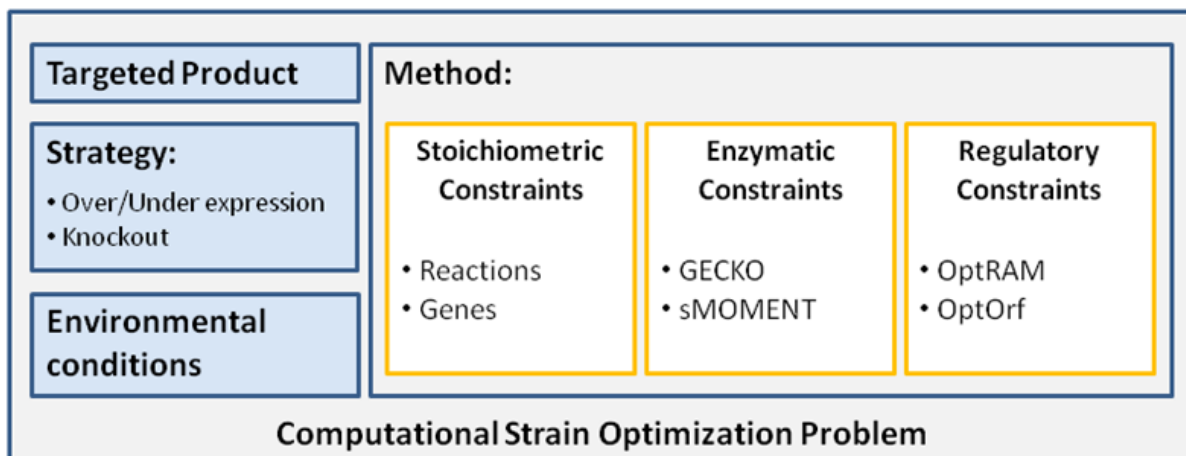 Targeted Product
Strategy:
• Over/Under expression
• Knockout
Environmental
conditions
Method:
Stoichiometric
Constraints
• Reactions
• Genes
Enzymatic
Constraints
• GECKO
• sMOMENT
Regulatory
Constraints
• OptRAM
• OptOrf
Computational Strain Optimization Problem